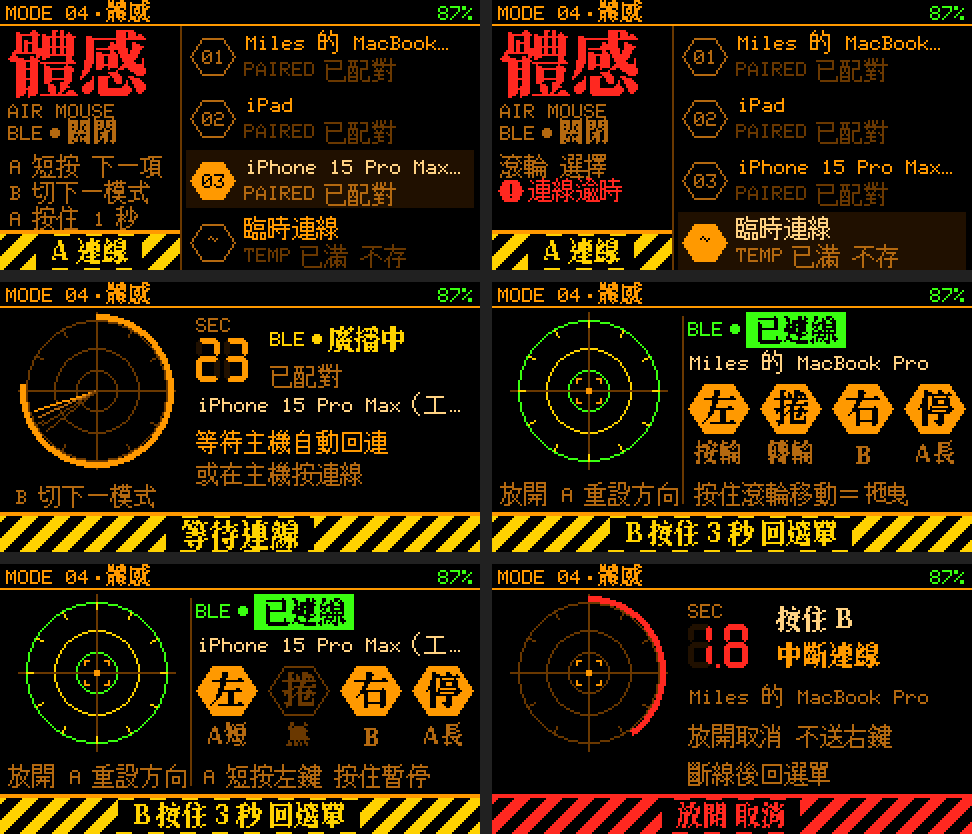 MODE 04·體感 87%
體感
AIR MOUSE
BLE ● 關閉
A 短按 下一項
B 切下一模式
A 按住 1 秒
A 連線
01 Miles 的 MacBook…
PAIRED 已配對
02 iPad
PAIRED 已配對
03 iPhone 15 Pro Max…
PAIRED 已配對
~ 臨時連線
TEMP 已滿 不存
MODE 04·體感 87%
體感
AIR MOUSE
BLE ● 關閉
滾輪 選擇
! 連線逾時
A 連線
01 Miles 的 MacBook…
PAIRED 已配對
02 iPad
PAIRED 已配對
03 iPhone 15 Pro Max…
PAIRED 已配對
~ 臨時連線
TEMP 已滿 不存
MODE 04·體感 87%
SEC
23
BLE ● 廣播中
已配對
iPhone 15 Pro Max (工…
等待主機自動回連
或在主機按連線
B 切下一模式
等待連線
MODE 04·體感 87%
BLE ● 已連線
Miles 的 MacBook Pro
左 捲 右 停
按輪 轉輪 B A長
放開 A 重設方向
按住滾輪移動=拖曳
B 按住 3 秒 回選單
MODE 04·體感 87%
BLE ● 已連線
iPhone 15 Pro Max (工…
左 捲 右 停
A短 無 B A長
放開 A 重設方向
A 短按左鍵 按住暫停
B 按住 3 秒 回選單
MODE 04·體感 87%
SEC
1.8
按住 B
中斷連線
Miles 的 MacBook Pro
放開取消 不送右鍵
斷線後回選單
放開 取消